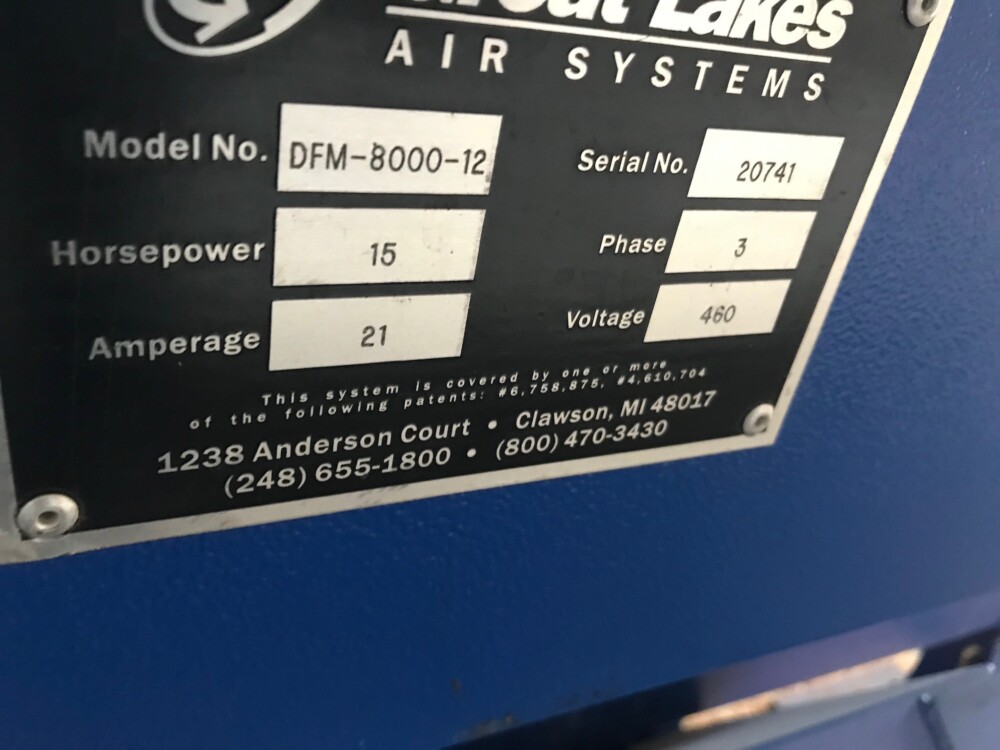 Great Lakes
AIR SYSTEMS
Model No. DFM-8000-12
Serial No. 20741
Horsepower 15
Phase 3
Amperage 21
Voltage 460
This system is covered by one or more
of the following patents: #6,758,875, #4,610,704
1238 Anderson Court • Clawson, MI 48017
(248) 655-1800 • (800) 470-3430